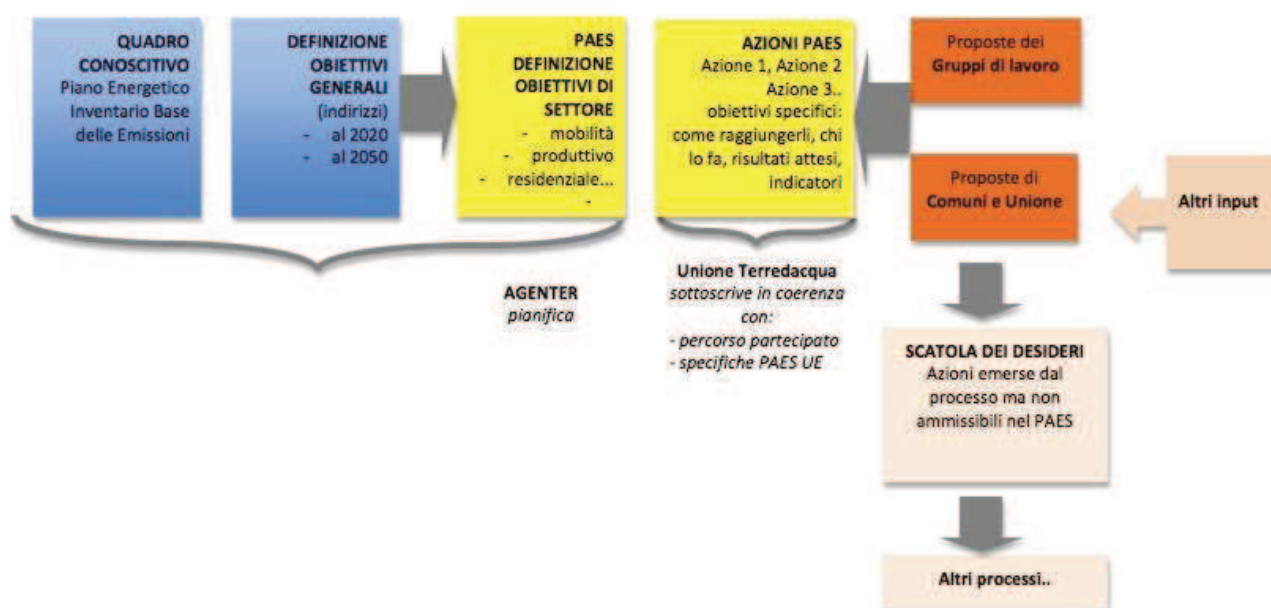 QUADRO
CONOSCITIVO
Piano Energetico
Inventario Base
delle Emissioni
DEFINIZIONE
OBIETTIVI
GENERALI
(indirizzi)
- al 2020
- al 2050
PAES
DEFINIZIONE
OBIETTIVI DI
SETTORE
- mobilità
- produttivo
- residenziale...
-
AZIONI PAES
Azione 1, Azione 2
Azione 3..
obiettivi specifici:
come raggiungerli, chi
lo fa, risultati attesi,
indicatori
Proposte dei
Gruppi di lavoro
Proposte di
Comuni e Unione
Altri input
AGENTER
pianifica
Unione Terredacqua
sottoscrive in coerenza
con:
- percorso partecipato
- specifiche PAES UE
SCATOLA DEI DESIDERI
Azioni emerse dal
processo ma non
ammissibili nel PAES
Altri processi..